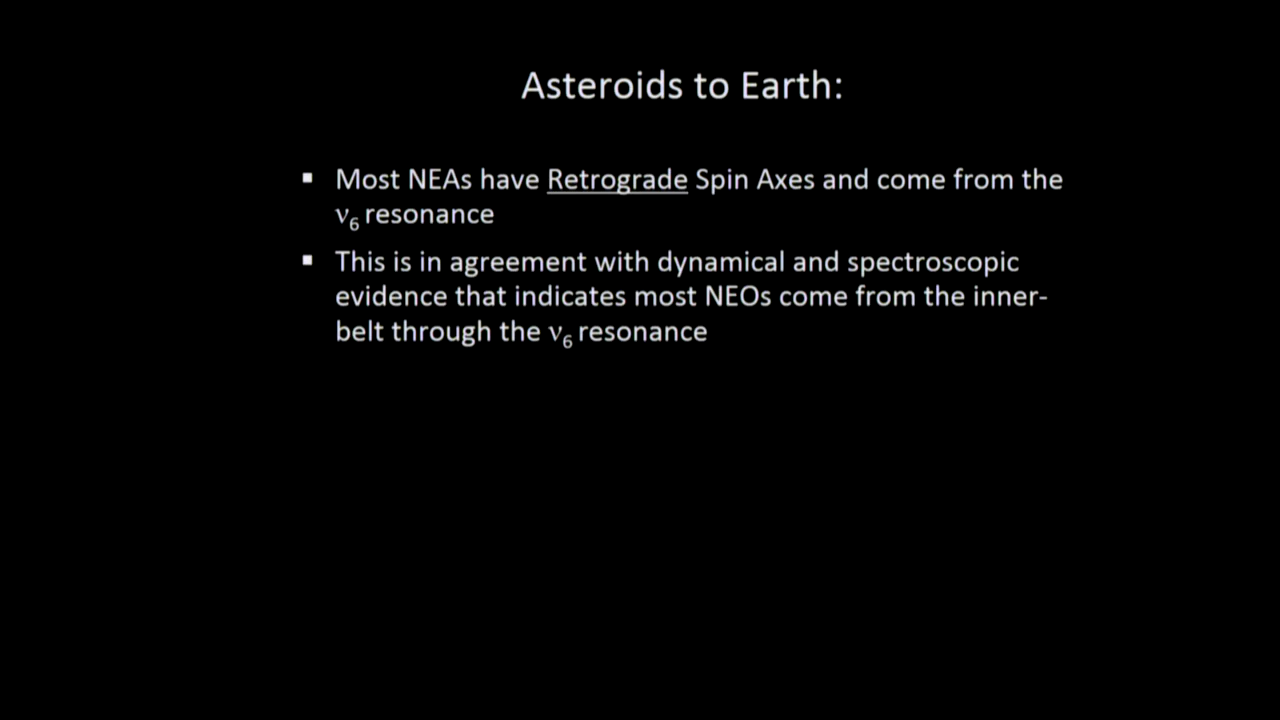 Asteroids to Earth:
▪ Most NEAs have Retrograde Spin Axes and come from the
ν₆ resonance
▪ This is in agreement with dynamical and spectroscopic
evidence that indicates most NEOs come from the inner-
belt through the ν₆ resonance